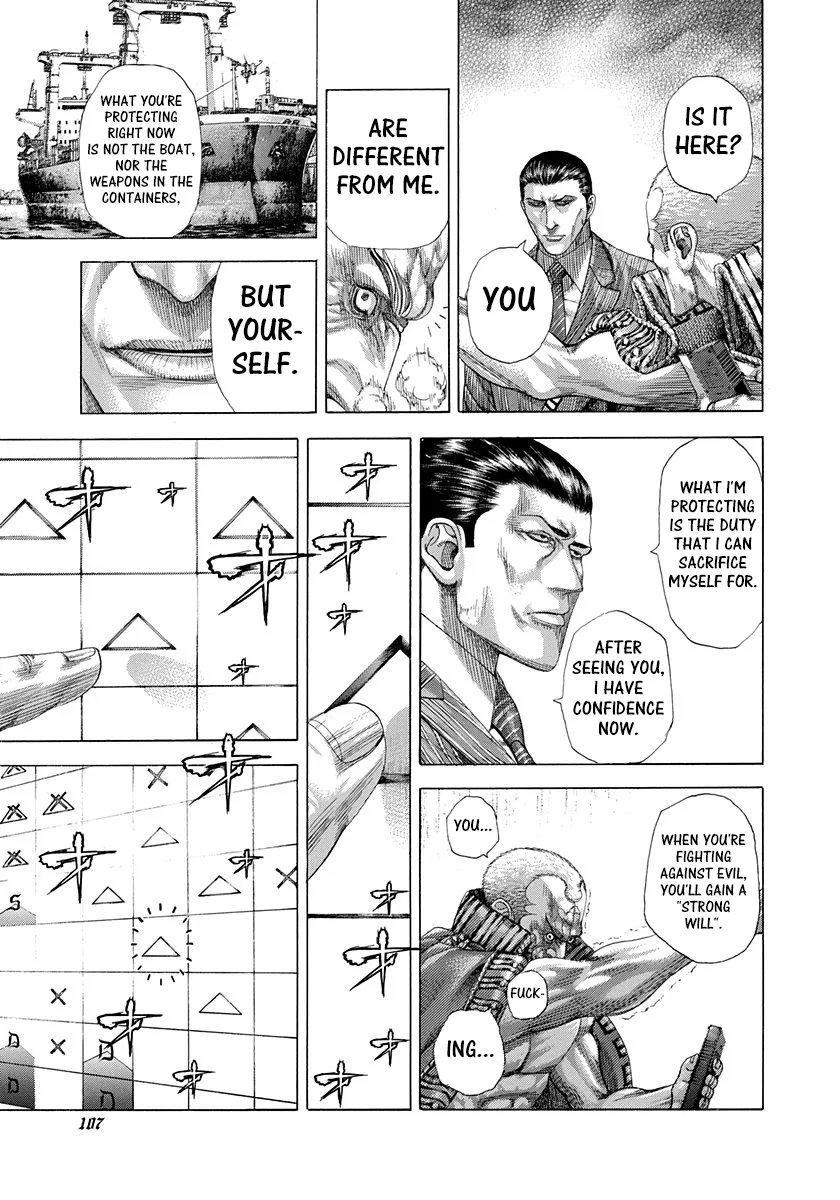 IS IT
HERE?
YOU
ARE
DIFFERENT
FROM ME.
WHAT YOU'RE
PROTECTING
RIGHT NOW
IS NOT THE BOAT,
NOR THE
WEAPONS IN THE
CONTAINERS,
BUT
YOUR-
SELF.
WHAT I'M
PROTECTING
IS THE DUTY
THAT I CAN
SACRIFICE
MYSELF FOR.
AFTER
SEEING YOU,
I HAVE
CONFIDENCE
NOW.
WHEN YOU'RE
FIGHTING
AGAINST EVIL,
YOU'LL GAIN A
"STRONG
WILL".
YOU...
FUCK-
ING...
S
D
D
D
D
107